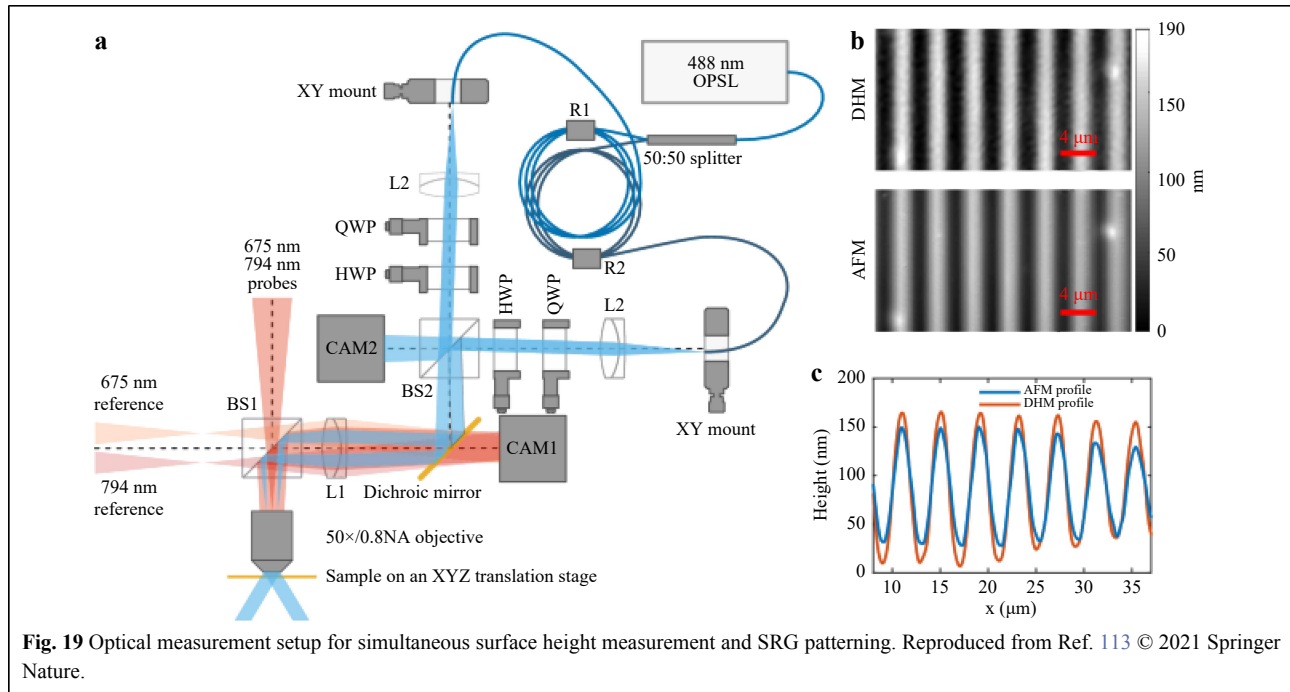 a
XY mount
488 nm
OPSL
R1
50:50 splitter
L2
QWP
HWP
R2
675 nm
794 nm
probes
HWP
QWP
L2
CAM2
BS2
675 nm
reference
BS1
XY mount
CAM1
794 nm
reference
L1
Dichroic mirror
50×/0.8NA objective
Sample on an XYZ translation stage
b
DHM
4 μm
AFM
4 μm
190
150
100
50
0
nm
c
AFM profile
DHM profile
200
150
100
50
0
Height (nm)
10 15 20 25 30 35
x (μm)
Fig. 19 Optical measurement setup for simultaneous surface height measurement and SRG patterning. Reproduced from Ref. 113 © 2021 Springer
Nature.